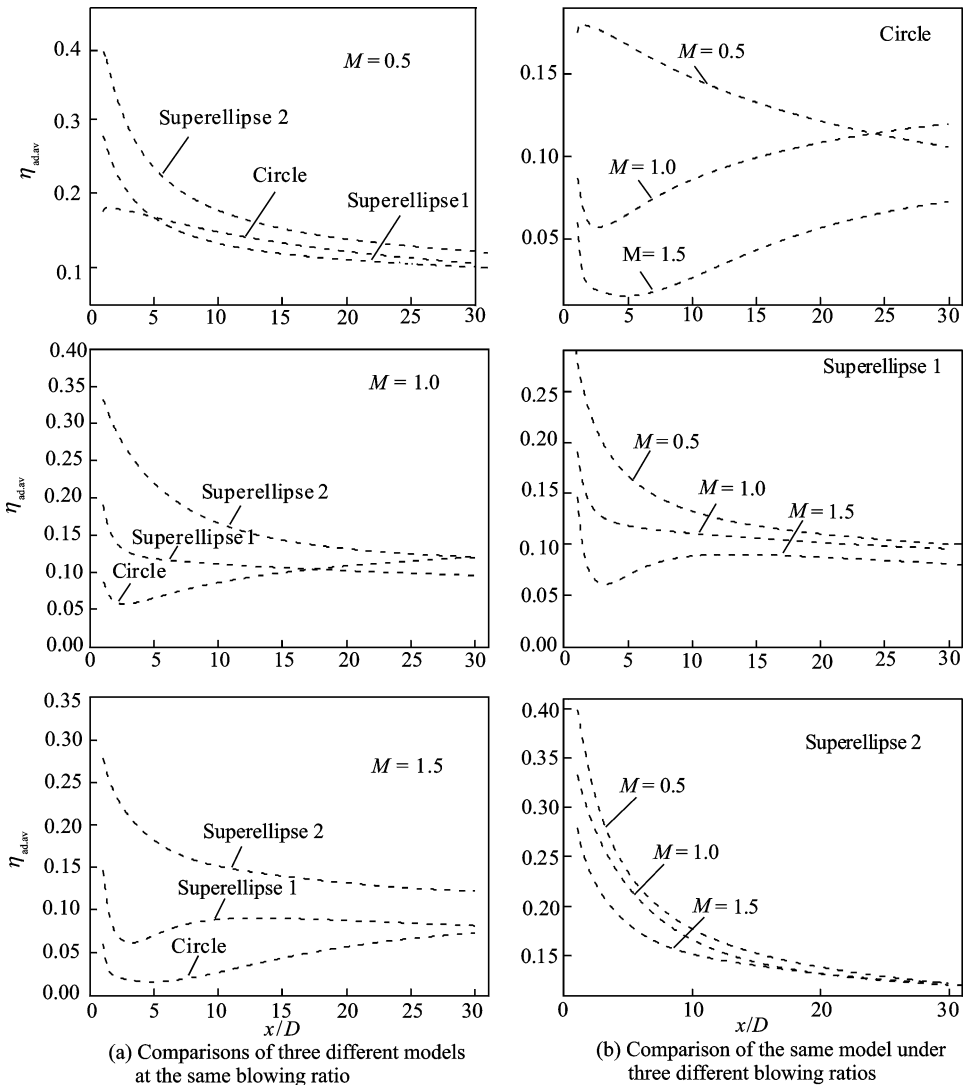 0.4
0.3
0.2
0.1
η ad.av
M = 0.5
Superellipse 2
Circle
Superellipse1
0 5 10 15 20 25 30
0.40
0.35
0.30
0.25
0.20
0.15
0.10
0.05
0.00
η ad.av
M = 1.0
Superellipse 2
Superellipse1
Circle
0 5 10 15 20 25 30
0.35
0.30
0.25
0.20
0.15
0.10
0.05
0.00
η ad.av
M = 1.5
Superellipse 2
Superellipse 1
Circle
0 5 10 15 20 25 30
x/D
(a) Comparisons of three different models
at the same blowing ratio
0.15
0.10
0.05
Circle
M = 0.5
M = 1.0
M= 1.5
0 5 10 15 20 25 30
0.25
0.20
0.15
0.10
0.05
0.00
Superellipse 1
M = 0.5
M = 1.0
M = 1.5
0 5 10 15 20 25 30
0.40
0.30
0.40
0.25
0.20
0.15
Superellipse 2
M = 0.5
M = 1.0
M = 1.5
0 5 10 15 20 25 30
x/D
(b) Comparison of the same model under
three different blowing ratios